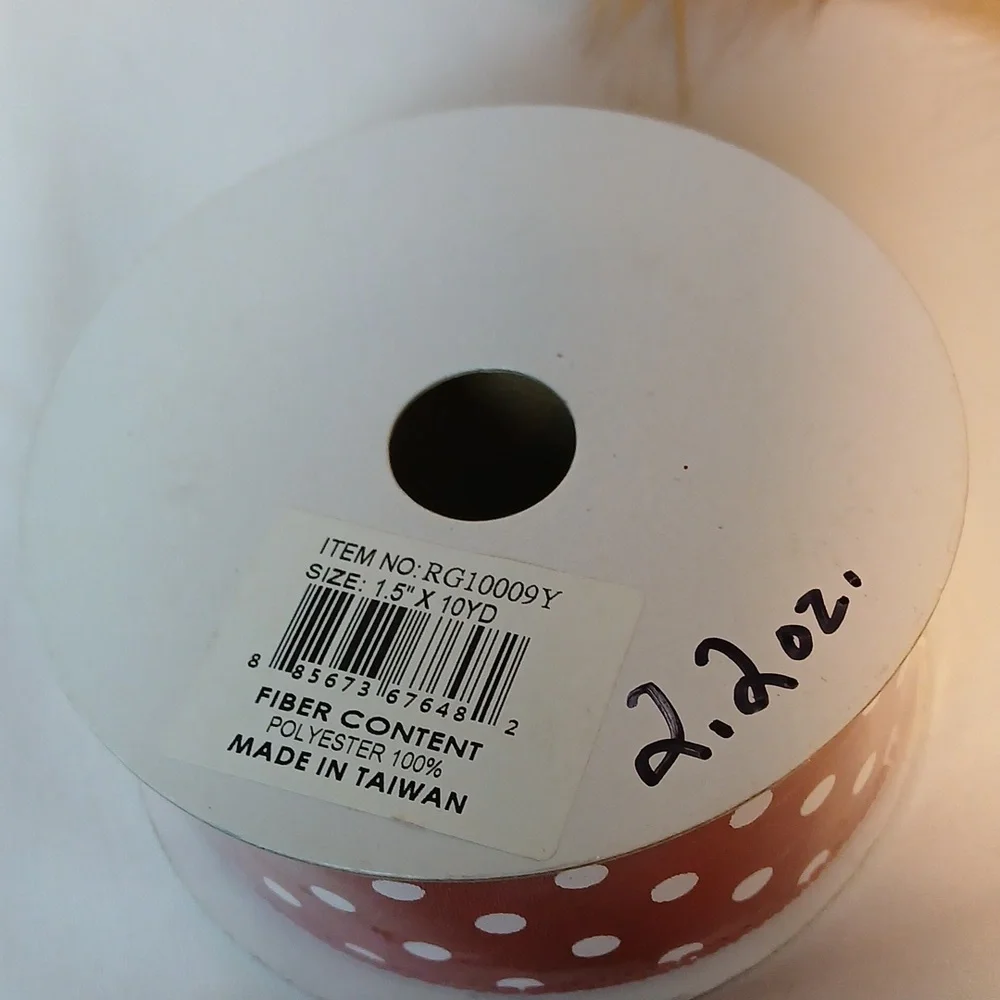 ITEM NO: RG10009Y
SIZE: 1.5" X 10YD
8 85673 67648 2
FIBER CONTENT
POLYESTER 100%
MADE IN TAIWAN
2.2oz.